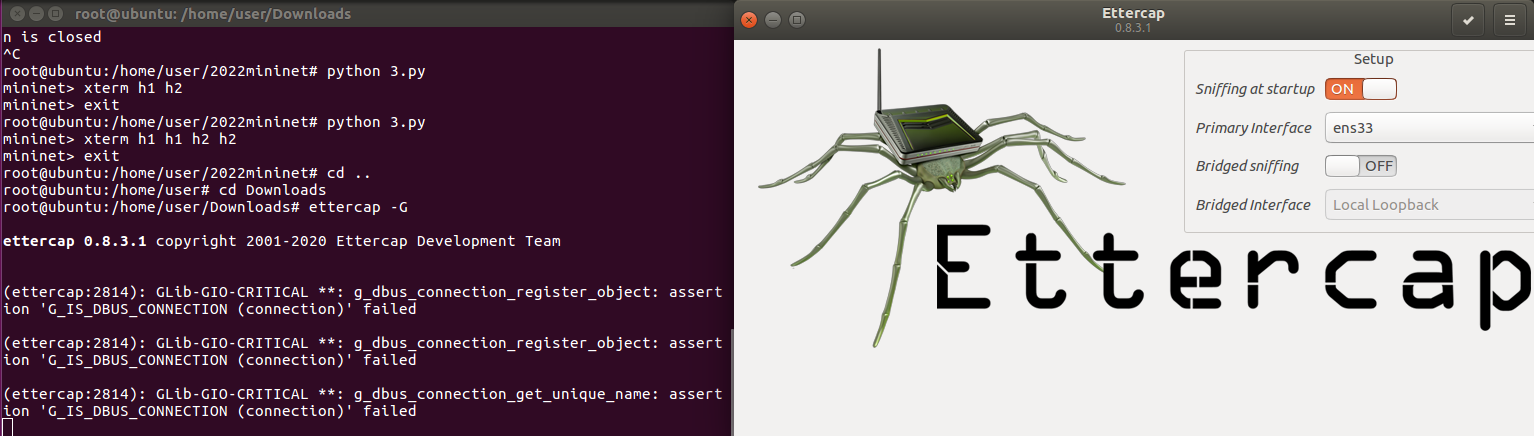 root@ubuntu: /home/user/Downloads
n is closed
^C
root@ubuntu:/home/user/2022mininet# python 3.py
mininet> xterm h1 h2
mininet> exit
root@ubuntu:/home/user/2022mininet# python 3.py
mininet> xterm h1 h1 h2 h2
mininet> exit
root@ubuntu:/home/user/2022mininet# cd ..
root@ubuntu:/home/user# cd Downloads
root@ubuntu:/home/user/Downloads# ettercap -G
ettercap 0.8.3.1 copyright 2001-2020 Ettercap Development Team
(ettercap:2814): GLib-GIO-CRITICAL **: g_dbus_connection_register_object: assert
ion 'G_IS_DBUS_CONNECTION (connection)' failed
(ettercap:2814): GLib-GIO-CRITICAL **: g_dbus_connection_register_object: assert
ion 'G_IS_DBUS_CONNECTION (connection)' failed
(ettercap:2814): GLib-GIO-CRITICAL **: g_dbus_connection_get_unique_name: assert
ion 'G_IS_DBUS_CONNECTION (connection)' failed
Ettercap
0.8.3.1
Setup
Sniffing at startup ON
Primary Interface ens33
Bridged sniffing OFF
Bridged Interface Local Loopback
Ettercap